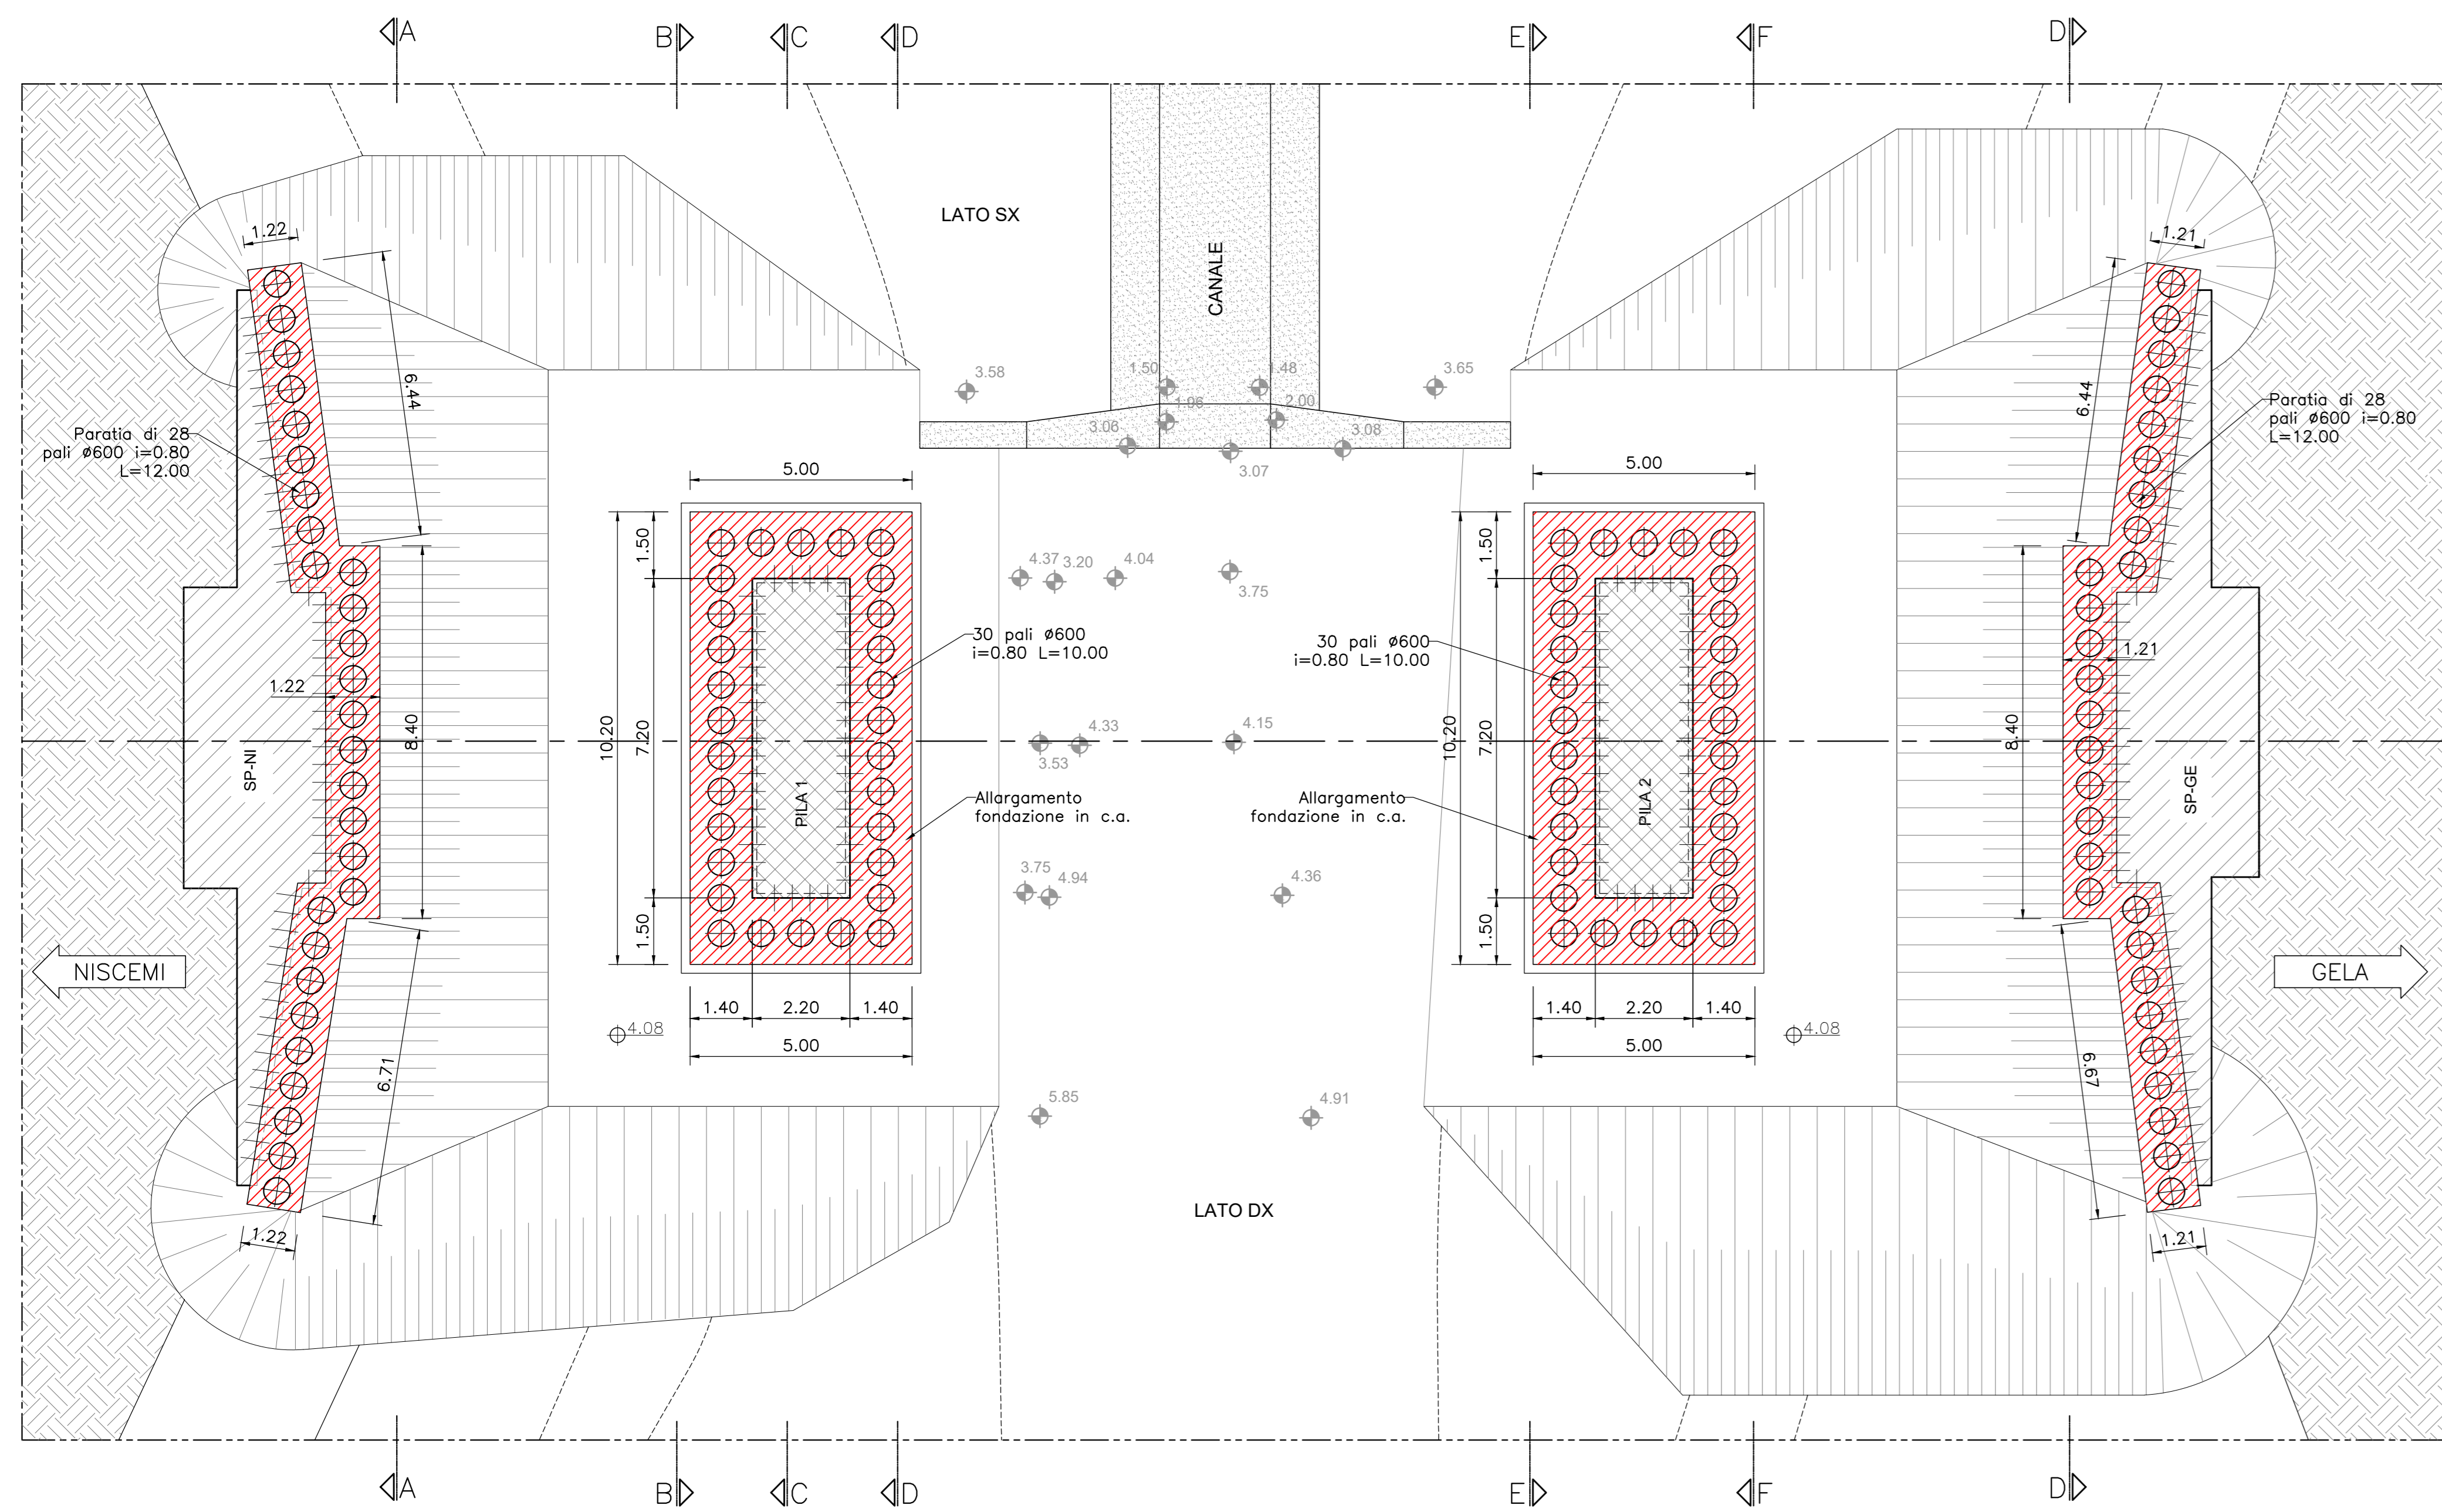 A
B
C
D
E
F
D
LATO SX
CANALE
1.22
1.21
6.44
6.44
3.58
1.50
1.48
3.65
1.96
2.00
3.06
3.08
3.07
Paratia di 28
pali Ø600 i=0.80
L=12.00
Paratia di 28
pali Ø600 i=0.80
L=12.00
5.00
5.00
1.50
1.50
4.37
3.20
4.04
3.75
30 pali Ø600
i=0.80 L=10.00
30 pali Ø600
i=0.80 L=10.00
1.22
1.21
8.40
10.20
7.20
10.20
7.20
8.40
4.33
3.53
4.15
SP-NI
PILA 1
PILA 2
SP-GE
Allargamento
fondazione in c.a.
Allargamento
fondazione in c.a.
3.75
4.94
4.36
1.50
1.50
NISCEMI
GELA
1.40
2.20
1.40
1.40
2.20
1.40
4.08
4.08
5.00
5.00
6.71
6.67
5.85
4.91
LATO DX
1.22
1.21
A
B
C
D
E
F
D